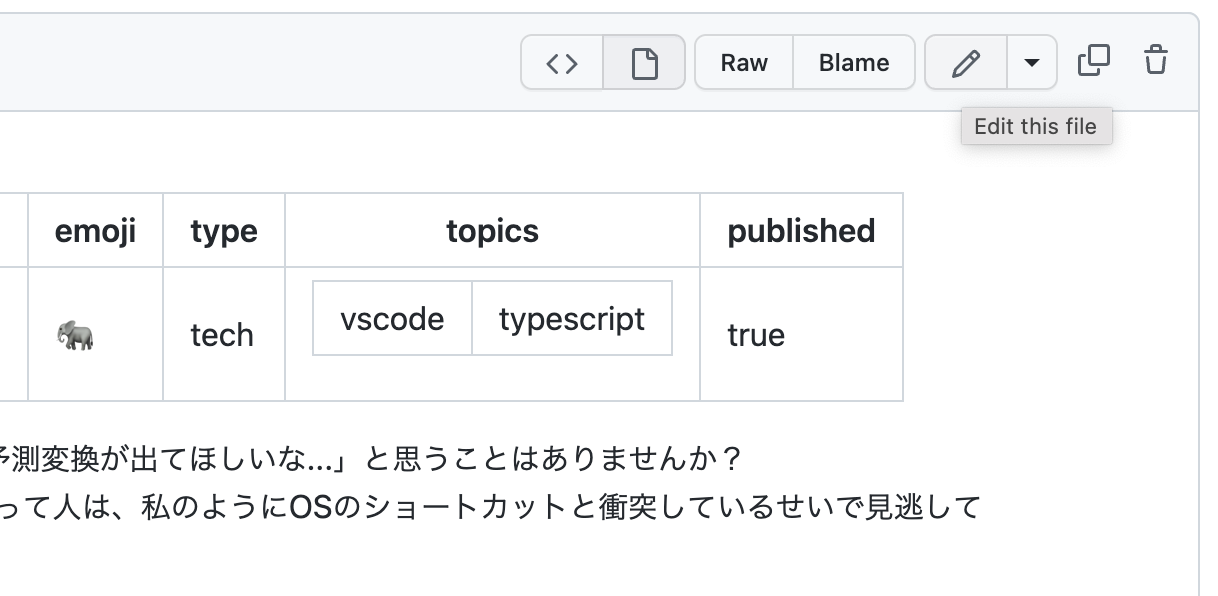 Raw Blame
Edit this file
emoji type topics published
🐘 tech vscode typescript true
測変換が出てほしいな...」と思うことはありませんか？
って人は、私のようにOSのショートカットと衝突しているせいで見逃して